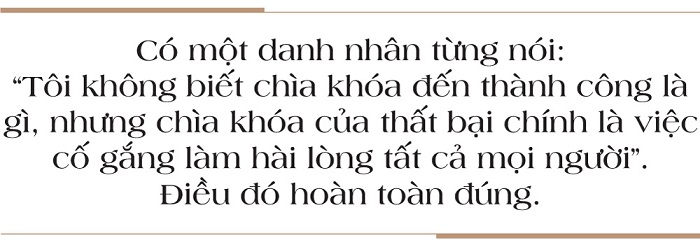 Có một danh nhân từng nói:
“Tôi không biết chìa khóa đến thành công là
gì, nhưng chìa khóa của thất bại chính là việc
cố gắng làm hài lòng tất cả mọi người”.
Điều đó hoàn toàn đúng.